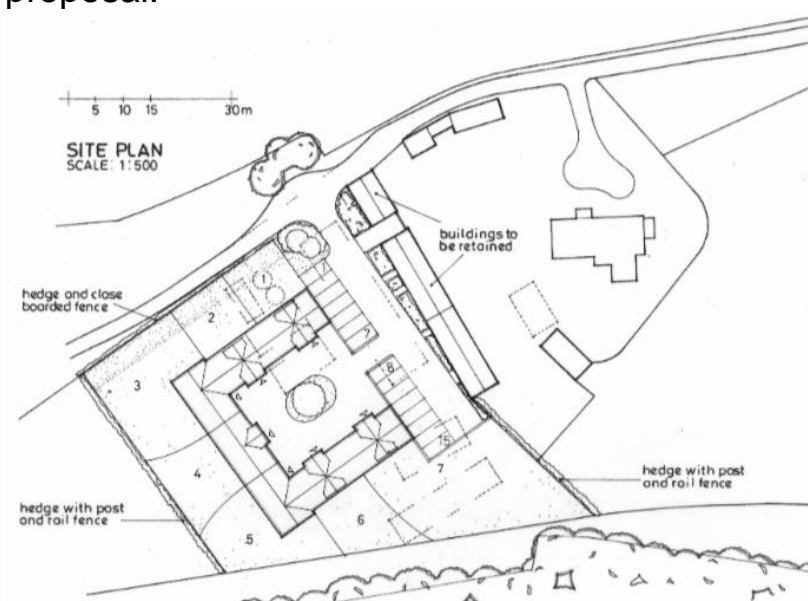 proposal.
5 10 15 30m
SITE PLAN
SCALE: 1:500
buildings to
be retained
hedge and close
boarded fence
1
2
3
7
8
4
15
7
hedge with post
and rail fence
hedge with post
and rail fence
6
5